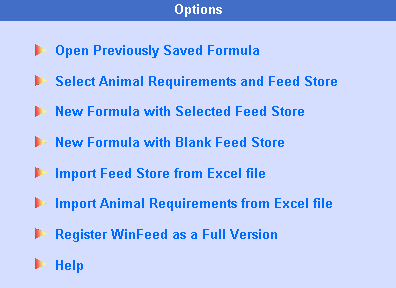 Options
Open Previously Saved Formula
Select Animal Requirements and Feed Store
New Formula with Selected Feed Store
New Formula with Blank Feed Store
Import Feed Store from Excel file
Import Animal Requirements from Excel file
Register WinFeed as a Full Version
Help